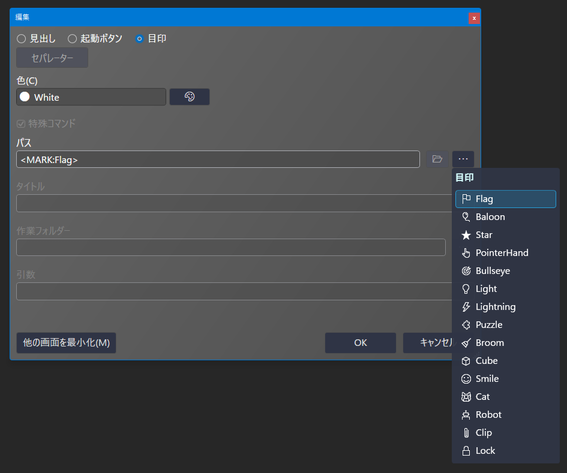 編集
見出し 起動ボタン 目印
セパレーター
色(C)
White
特殊コマンド
パス
<MARK:Flag>
タイトル
作業フォルダー
引数
他の画面を最小化(M) OK キャンセル
目印
Flag
Baloon
Star
PointerHand
Bullseye
Light
Lightning
Puzzle
Broom
Cube
Smile
Cat
Robot
Clip
Lock